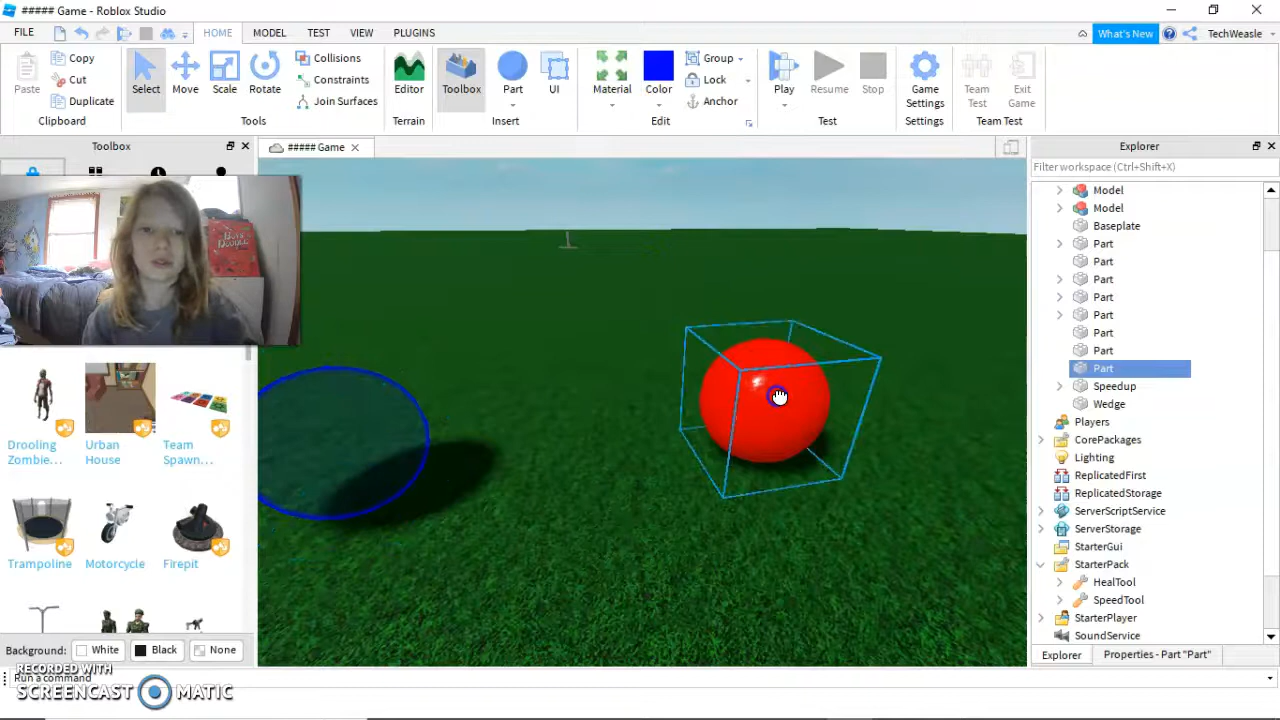 ##### Game - Roblox Studio
FILE HOME MODEL TEST VIEW PLUGINS What's New TechWeasle
Paste Copy Cut Duplicate Clipboard
Select Move Scale Rotate Collisions Constraints Join Surfaces Tools
Editor Terrain
Toolbox Part UI Insert
Material Color Group Lock Anchor Edit
Play Resume Stop Test
Game Settings Settings
Team Test Exit Game Team Test
Toolbox
##### Game
Explorer
Filter workspace (Ctrl+Shift+X)
Model
Model
Baseplate
Part
Part
Part
Part
Part
Part
Part
Part
Speedup
Wedge
Players
CorePackages
Lighting
ReplicatedFirst
ReplicatedStorage
ServerScriptService
ServerStorage
StarterGui
StarterPack
HealTool
SpeedTool
StarterPlayer
SoundService
Explorer Properties - Part "Part"
Drooling Zombie...
Urban House
Team Spawn...
Trampoline Motorcycle Firepit
Background: White Black None
RECORDED WITH
Run a command
SCREENCAST MATIC